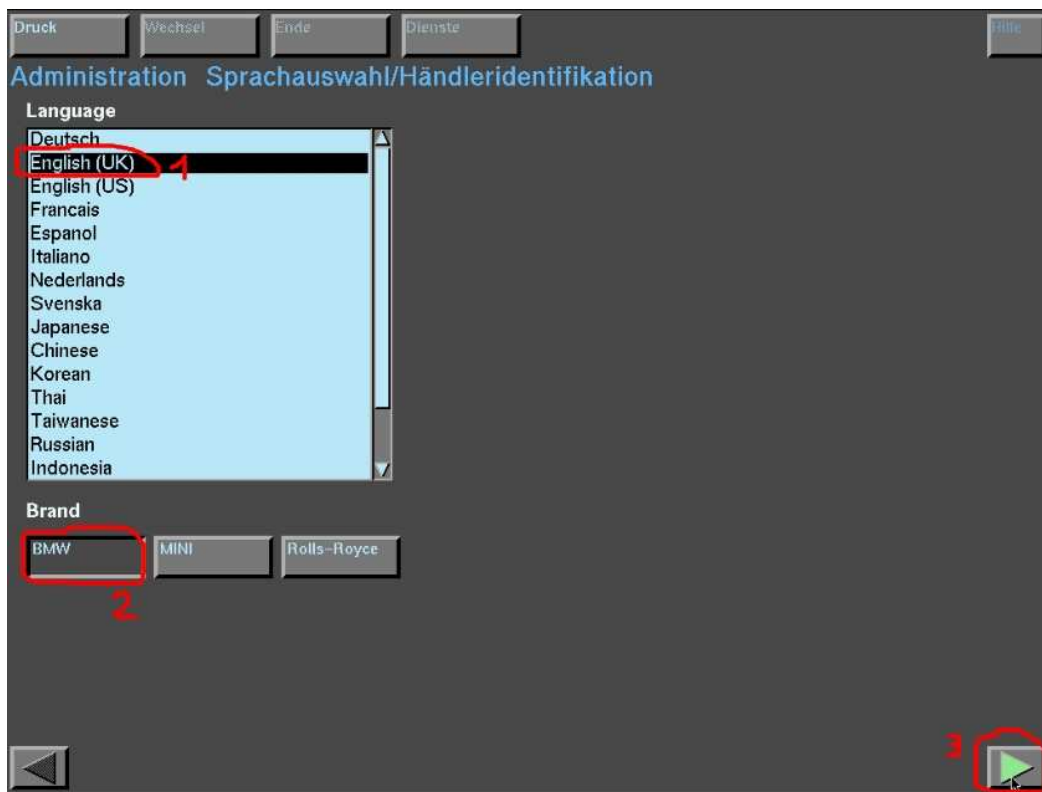 Druck Wechsel Ende Dienste Hilfe
Administration Sprachauswahl/Händleridentifikation
Language
Deutsch
English (UK) 1
English (US)
Francais
Espanol
Italiano
Nederlands
Svenska
Japanese
Chinese
Korean
Thai
Taiwanese
Russian
Indonesia
Brand
BMW MINI Rolls-Royce
2
3